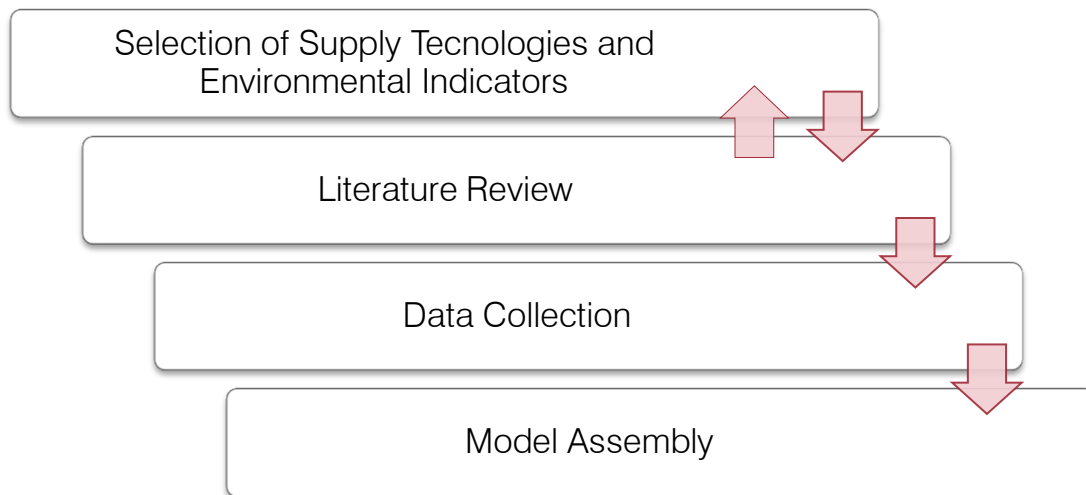 Selection of Supply Tecnologies and
Environmental Indicators
Literature Review
Data Collection
Model Assembly